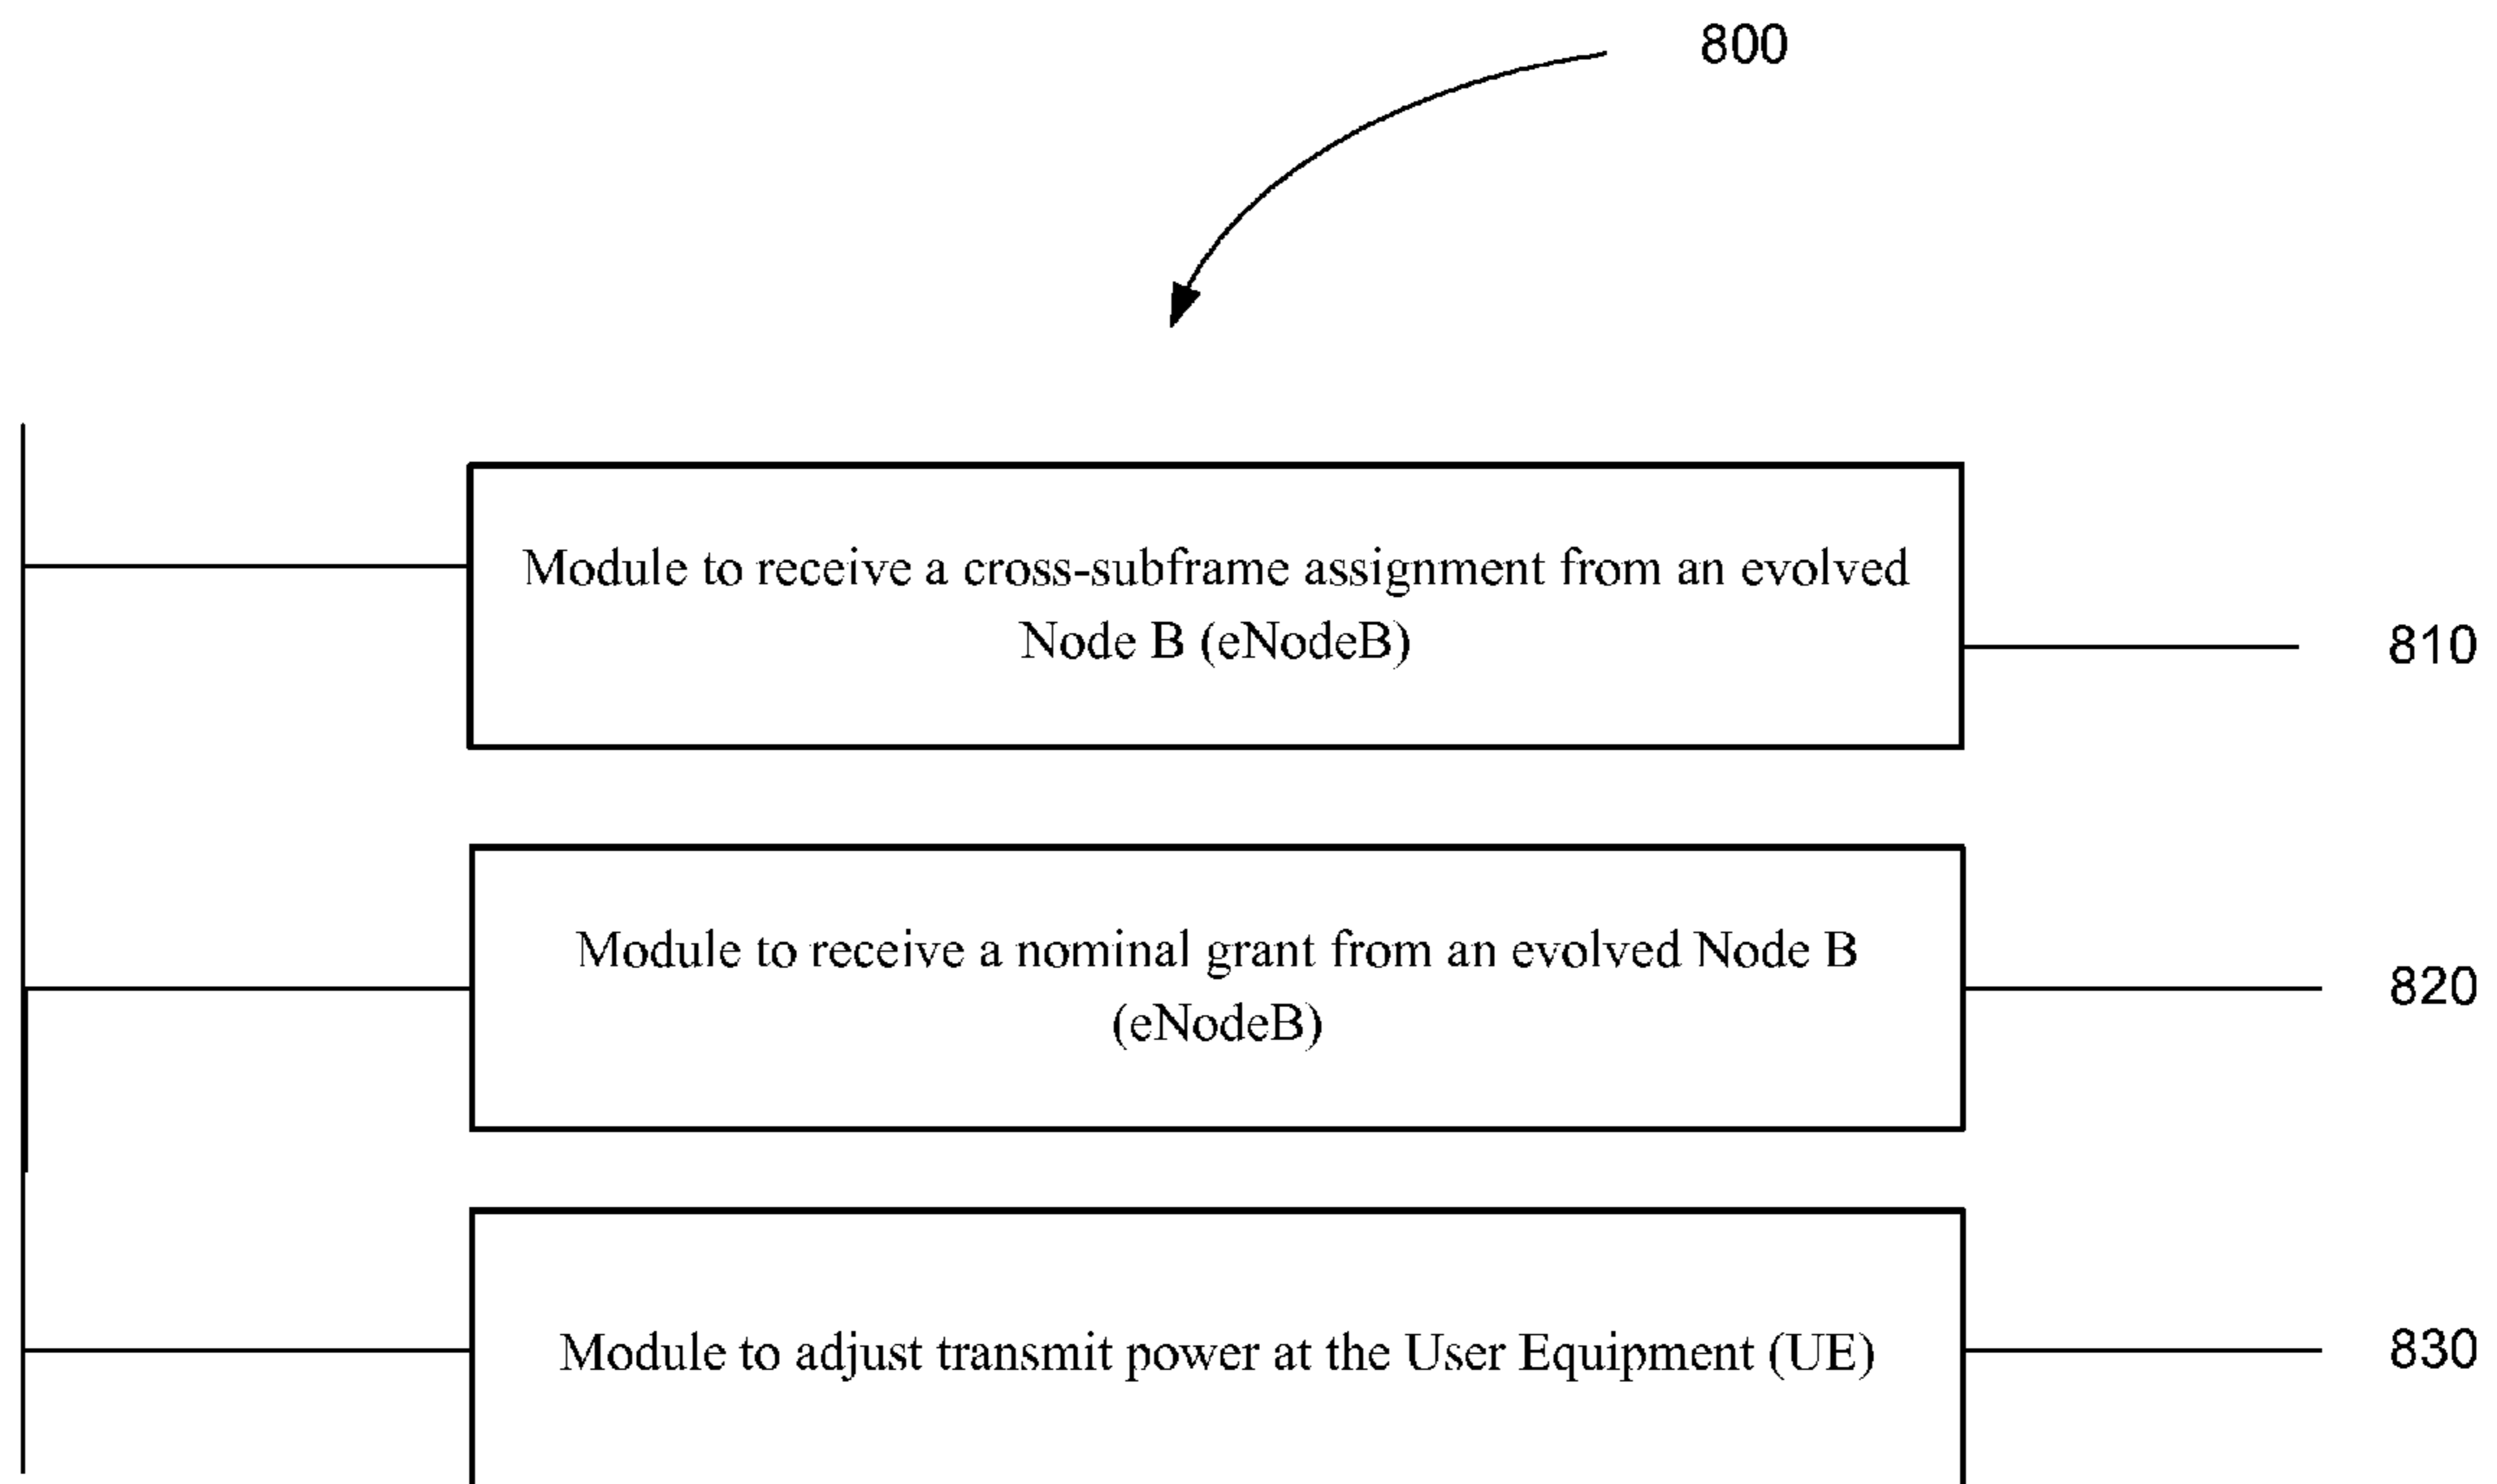 800
Module to receive a cross-subframe assignment from an evolved
Node B (eNodeB)
810
Module to receive a nominal grant from an evolved Node B
(eNodeB)
820
Module to adjust transmit power at the User Equipment (UE)
830